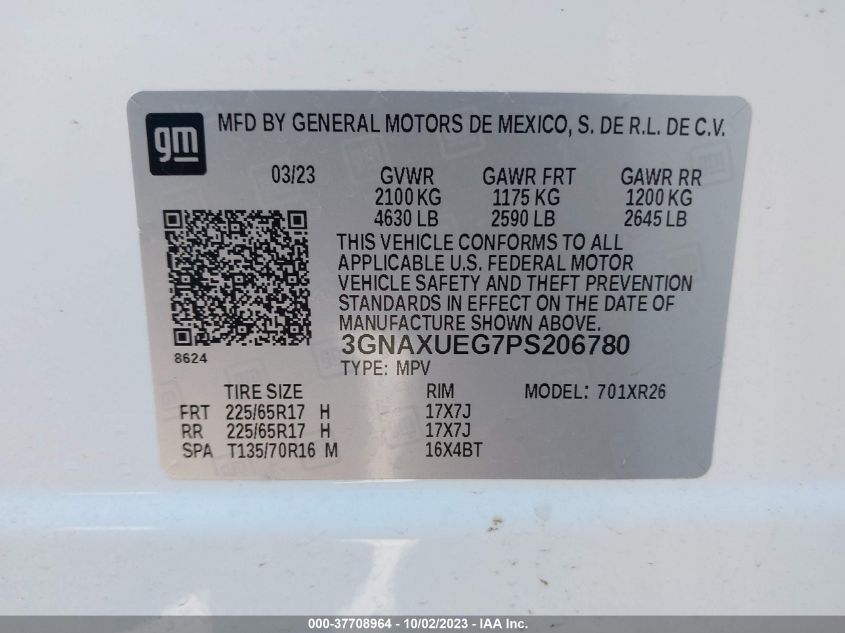 gm
MFD BY GENERAL MOTORS DE MEXICO, S. DE R.L. DE C.V.
03/23 GVWR GAWR FRT GAWR RR
2100 KG 1175 KG 1200 KG
4630 LB 2590 LB 2645 LB
THIS VEHICLE CONFORMS TO ALL
APPLICABLE U.S. FEDERAL MOTOR
VEHICLE SAFETY AND THEFT PREVENTION
STANDARDS IN EFFECT ON THE DATE OF
MANUFACTURE SHOWN ABOVE.
8624
3GNAXUEG7PS206780
TYPE: MPV
TIRE SIZE RIM MODEL: 701XR26
FRT 225/65R17 H 17X7J
RR 225/65R17 H 17X7J
SPA T135/70R16 M 16X4BT
000-37708964 - 10/02/2023 - IAA Inc.